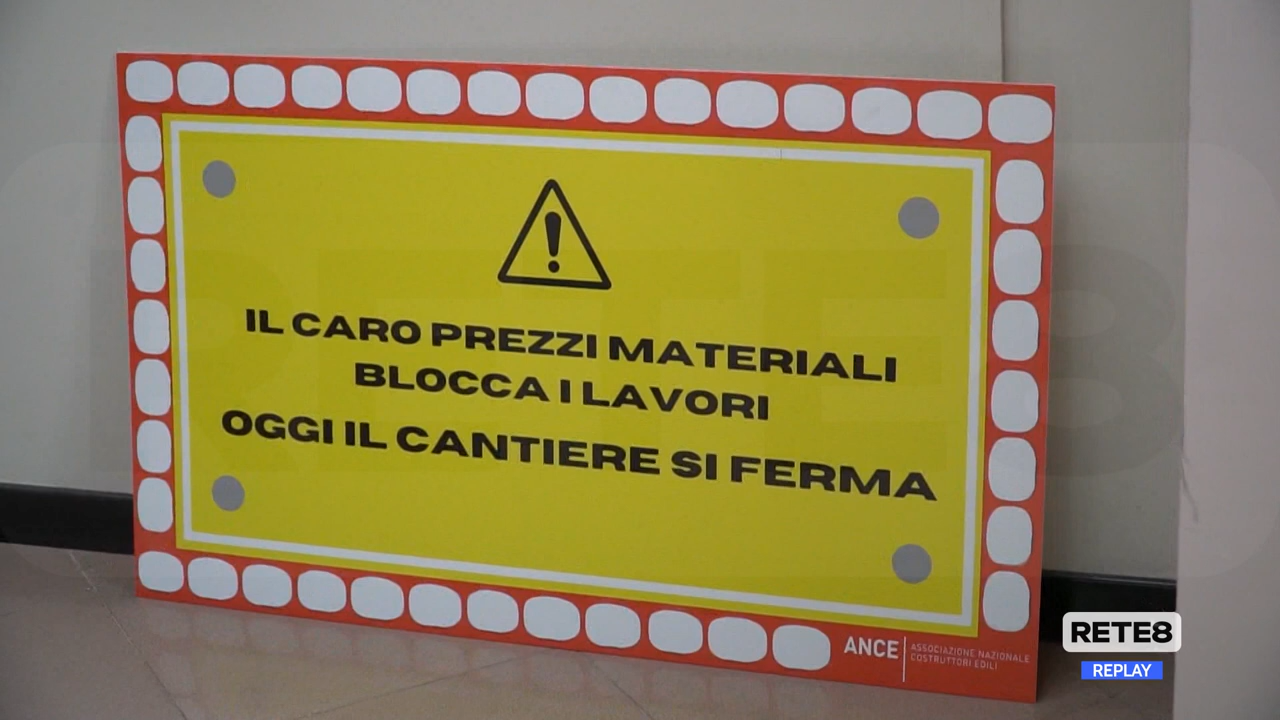 IL CARO PREZZI MATERIALI
BLOCCA I LAVORI
OGGI IL CANTIERE SI FERMA
ANCE
ASSOCIAZIONE NAZIONALE
COSTRUTTORI EDILI
RETE8
REPLAY